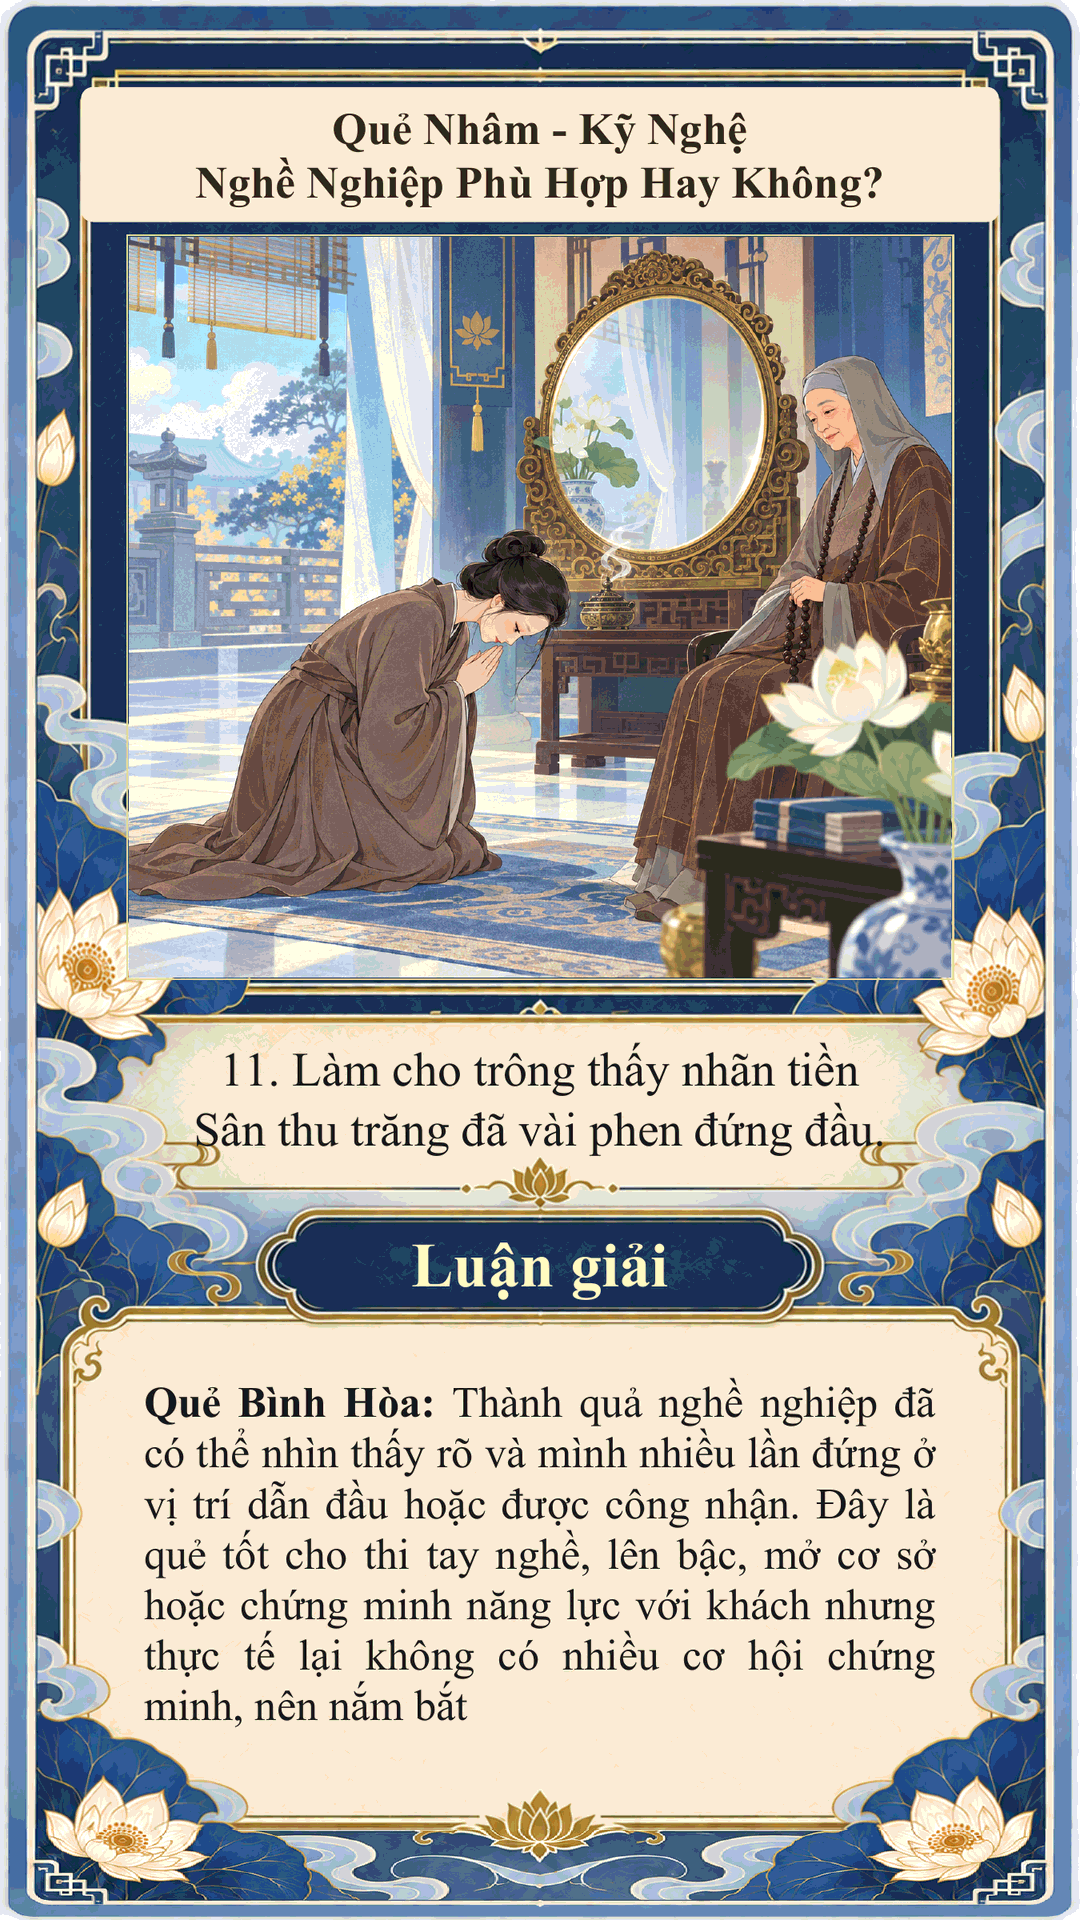 Quẻ Nhâm - Kỹ Nghệ
Nghề Nghiệp Phù Hợp Hay Không?
11. Làm cho trông thấy nhãn tiền
Sân thu trăng đã vài phen đứng đầu.
Luận giải
Quẻ Bình Hòa: Thành quả nghề nghiệp đã
có thể nhìn thấy rõ và mình nhiều lần đứng ở
vị trí dẫn đầu hoặc được công nhận. Đây là
quẻ tốt cho thi tay nghề, lên bậc, mở cơ sở
hoặc chứng minh năng lực với khách nhưng
thực tế lại không có nhiều cơ hội chứng
minh, nên nắm bắt